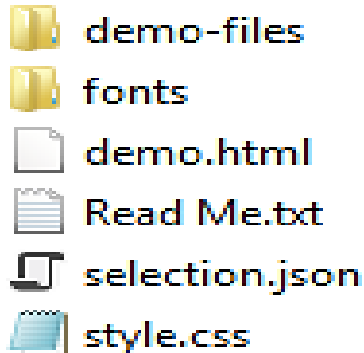 demo-files
fonts
demo.html
Read Me.txt
selection.json
style.css